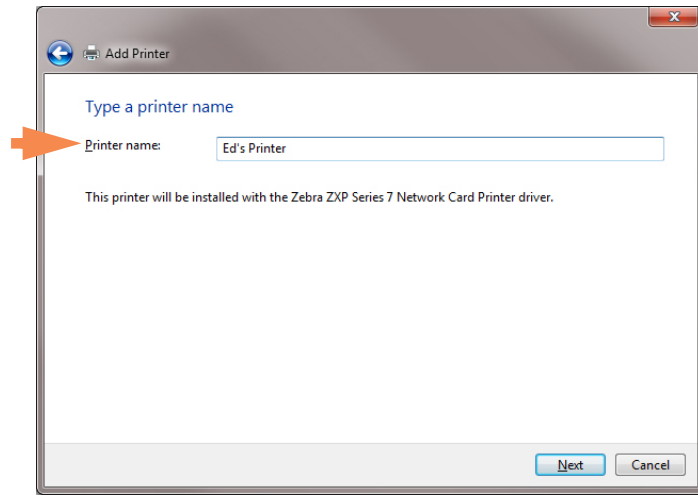 Add Printer
Type a printer name
Printer name:
Ed's Printer
This printer will be installed with the Zebra ZXP Series 7 Network Card Printer driver.
Next
Cancel